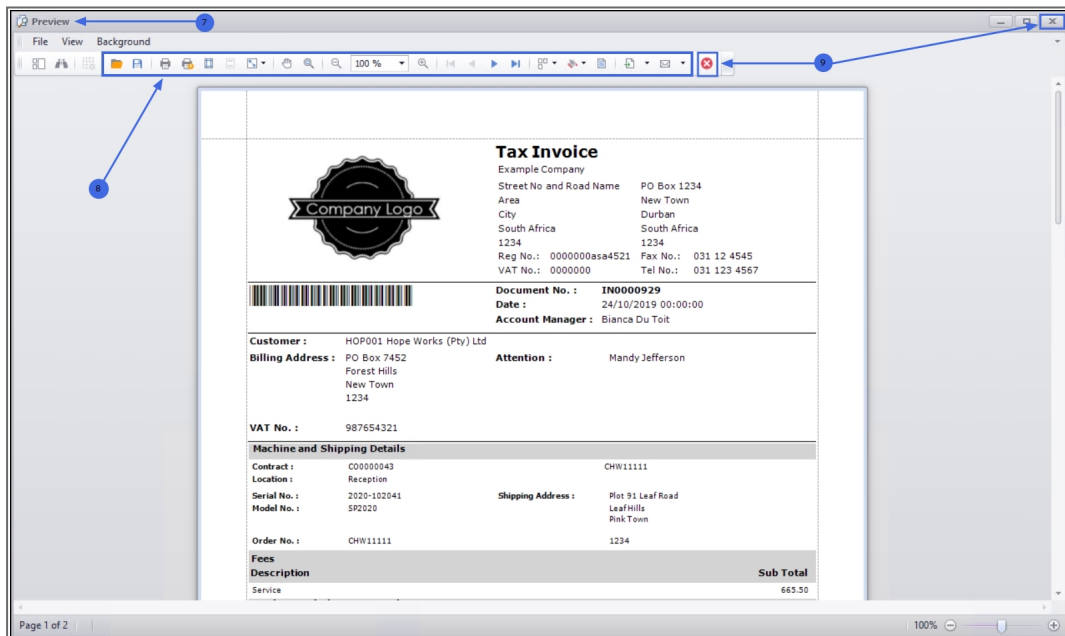 Preview
7
File View Background
100 %
9
8
Company Logo
Tax Invoice
Example Company
Street No and Road Name PO Box 1234
Area New Town
City Durban
South Africa South Africa
1234 1234
Reg No.: 0000000asa4521 Fax No.: 031 12 4545
VAT No.: 0000000 Tel No.: 031 123 4567
Document No. : IN0000929
Date : 24/10/2019 00:00:00
Account Manager : Bianca Du Toit
Customer : HOP001 Hope Works (Pty) Ltd
Billing Address : PO Box 7452 Attention : Mandy Jefferson
Forest Hills
New Town
1234
VAT No. : 987654321
Machine and Shipping Details
Contract : CO0000043 CHW11111
Location : Reception
Serial No. : 2020-102041 Shipping Address : Plot 91 Leaf Road
Model No. : SP2020 Leaf Hills
Pink Town
Order No. : CHW11111 1234
Fees
Description Sub Total
Service 665.50
Page 1 of 2 100%